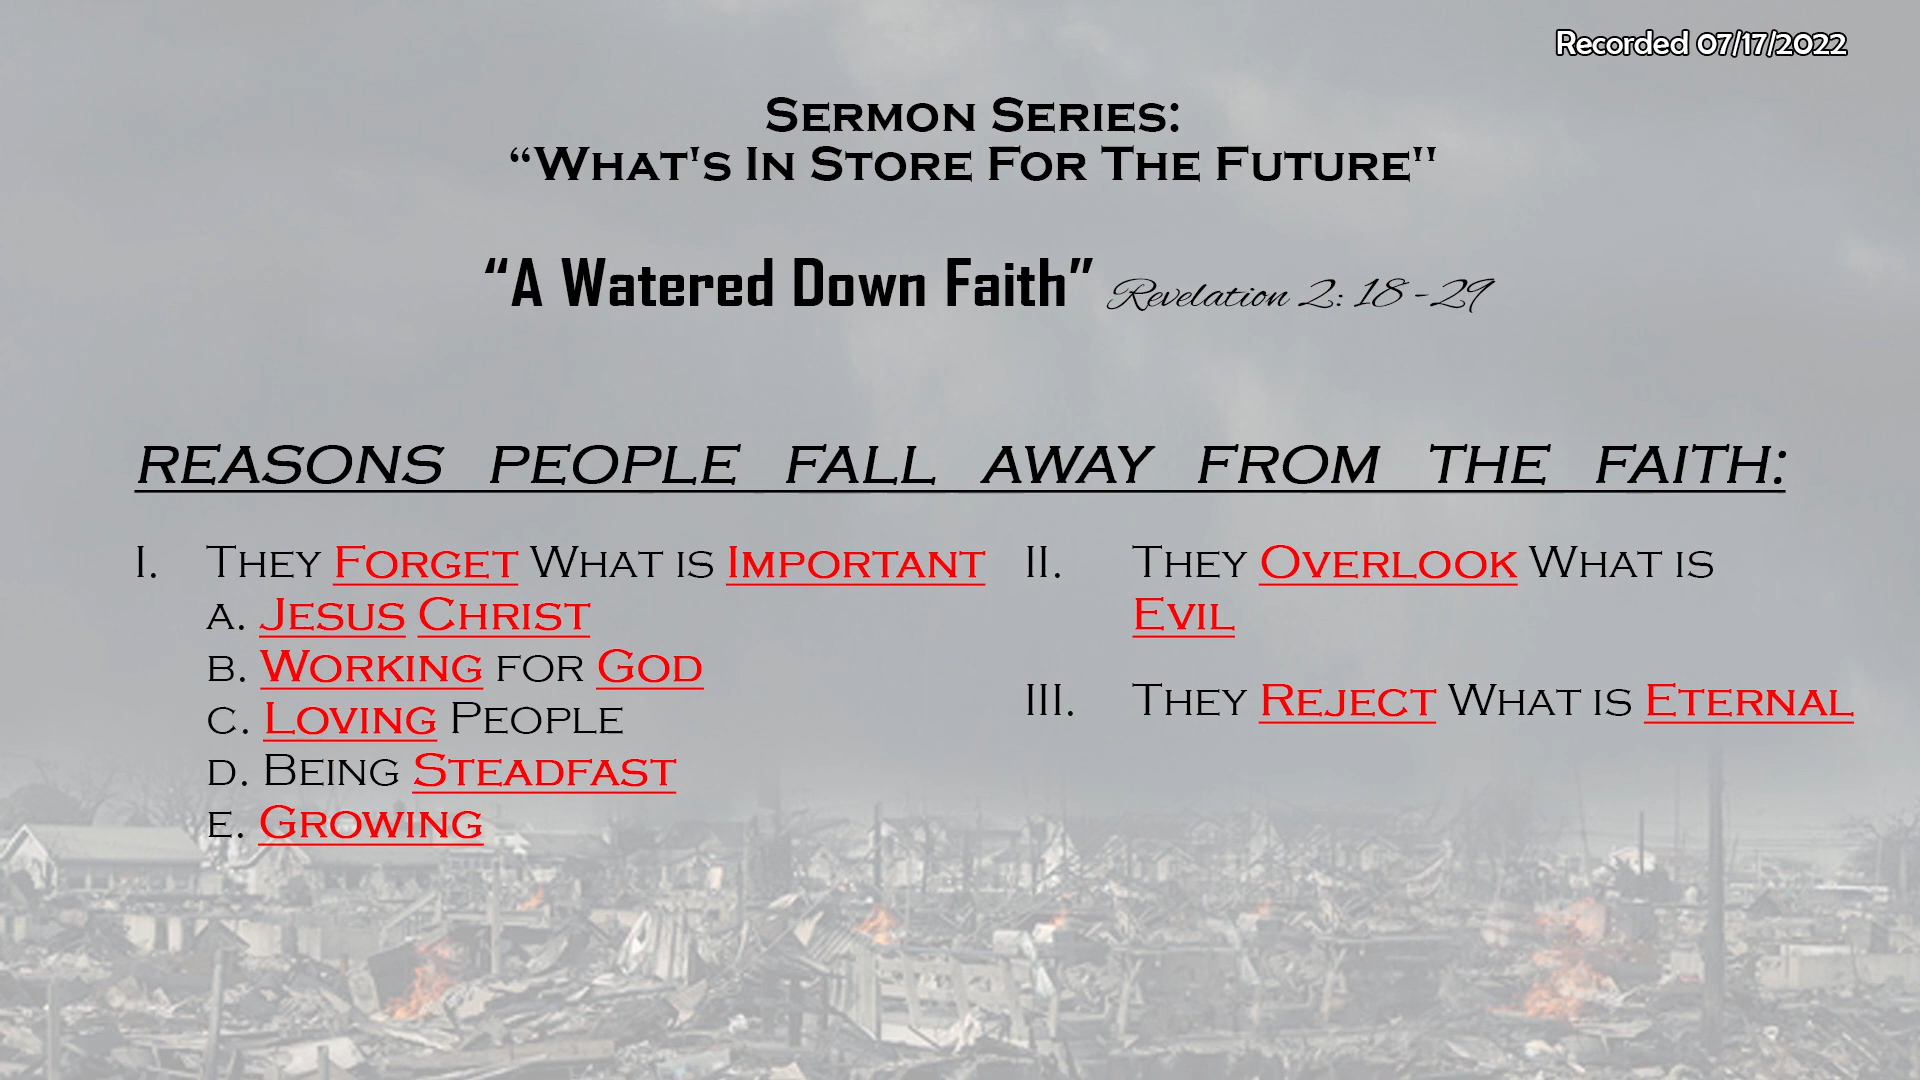 Recorded 07/17/2022
Sermon Series:
“What's In Store For The Future"
“A Watered Down Faith” Revelation 2: 18-29
REASONS PEOPLE FALL AWAY FROM THE FAITH:
I. They Forget What is Important
A. Jesus Christ
B. Working for God
C. Loving People
D. Being Steadfast
E. Growing
II. They Overlook What is
Evil
III. They Reject What is Eternal